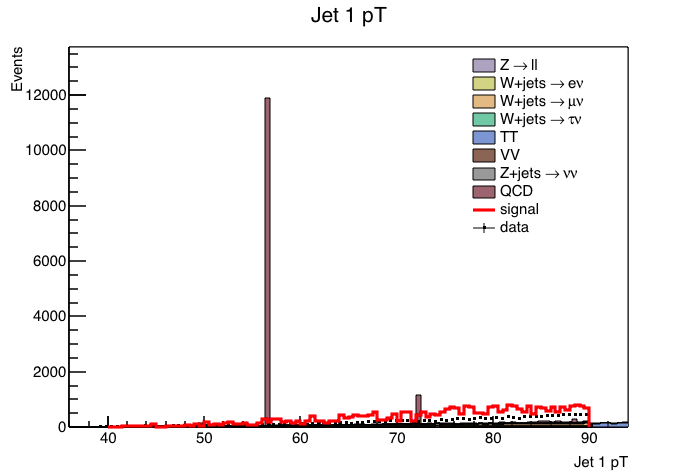 Jet 1 pT
Events
12000
10000
8000
6000
4000
2000
0
40 50 60 70 80 90
Jet 1 pT
Z → ll
W+jets → eν
W+jets → μν
W+jets → τν
TT
VV
Z+jets → νν
QCD
signal
data